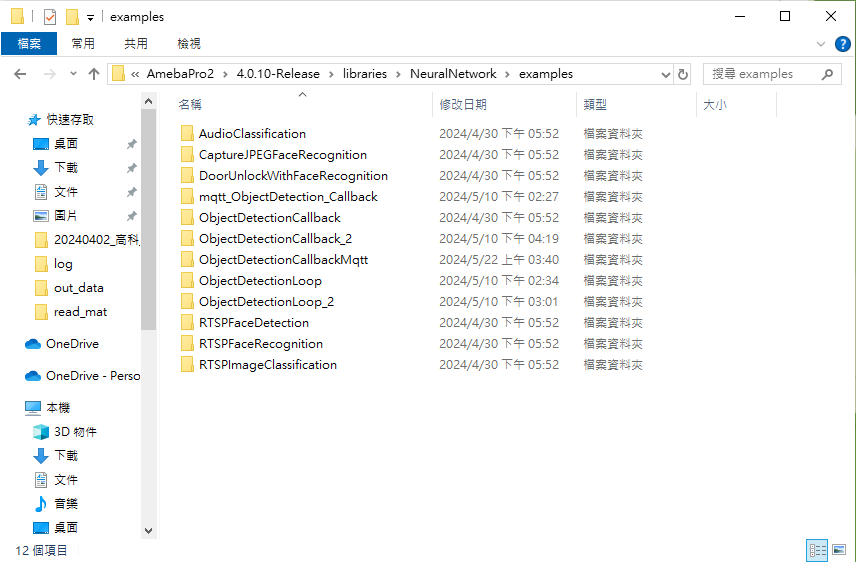 examples
檔案 常用 共用 檢視
« AmebaPro2 › 4.0.10-Release › libraries › NeuralNetwork › examples
搜尋 examples
快速存取
桌面
下載
文件
圖片
20240402_高科
log
out_data
read_mat
OneDrive
OneDrive - Perso
本機
3D 物件
下載
文件
音樂
桌面
名稱 修改日期 類型 大小
AudioClassification 2024/4/30 下午 05:52 檔案資料夾
CaptureJPEGFaceRecognition 2024/4/30 下午 05:52 檔案資料夾
DoorUnlockWithFaceRecognition 2024/4/30 下午 05:52 檔案資料夾
mqtt_ObjectDetection_Callback 2024/5/10 下午 02:27 檔案資料夾
ObjectDetectionCallback 2024/4/30 下午 05:52 檔案資料夾
ObjectDetectionCallback_2 2024/5/10 下午 04:19 檔案資料夾
ObjectDetectionCallbackMqtt 2024/5/22 上午 03:40 檔案資料夾
ObjectDetectionLoop 2024/5/10 下午 02:34 檔案資料夾
ObjectDetectionLoop_2 2024/5/10 下午 03:01 檔案資料夾
RTSPFaceDetection 2024/4/30 下午 05:52 檔案資料夾
RTSPFaceRecognition 2024/4/30 下午 05:52 檔案資料夾
RTSPImageClassification 2024/4/30 下午 05:52 檔案資料夾
12 個項目